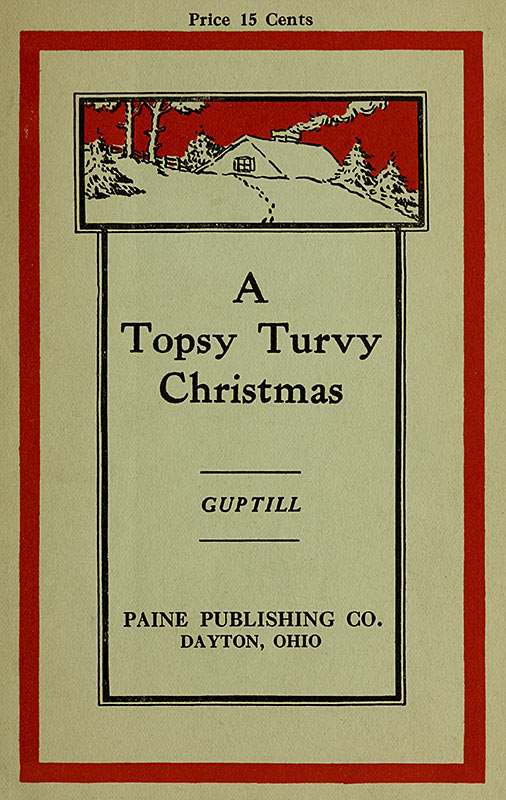 Price 15 Cents
A
Topsy Turvy
Christmas
GUPTILL
PAINE PUBLISHING CO.
DAYTON, OHIO